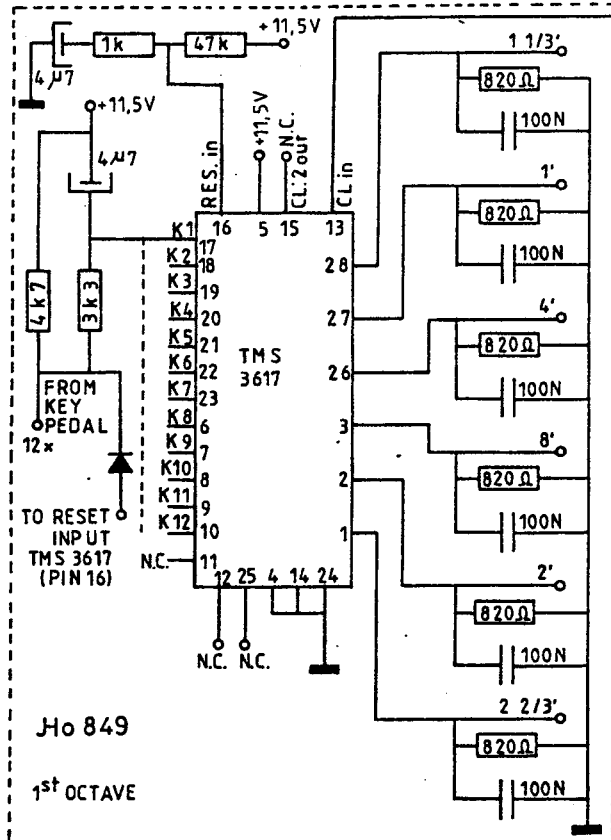 +11,5V
1k
47k
4µ7
+11,5V
4µ7
4k7
3k3
FROM
KEY
PEDAL
12x
TO RESET
INPUT
TMS 3617
(PIN 16)
RES. in
+11,5V
N.C.
CL:2 out
CL in
16
5
15
13
K1
17
K2
18
K3
19
K4
20
K5
21
K6
22
K7
23
K8
6
K9
7
K10
8
K11
9
K12
10
N.C.
11
TMS
3617
28
27
26
3
2
1
12
25
4
14
24
N.C.
N.C.
1 1/3'
820Ω
100N
1'
820Ω
100N
4'
820Ω
100N
8'
820Ω
100N
2'
820Ω
100N
2 2/3'
820Ω
100N
JHo 849
1st OCTAVE